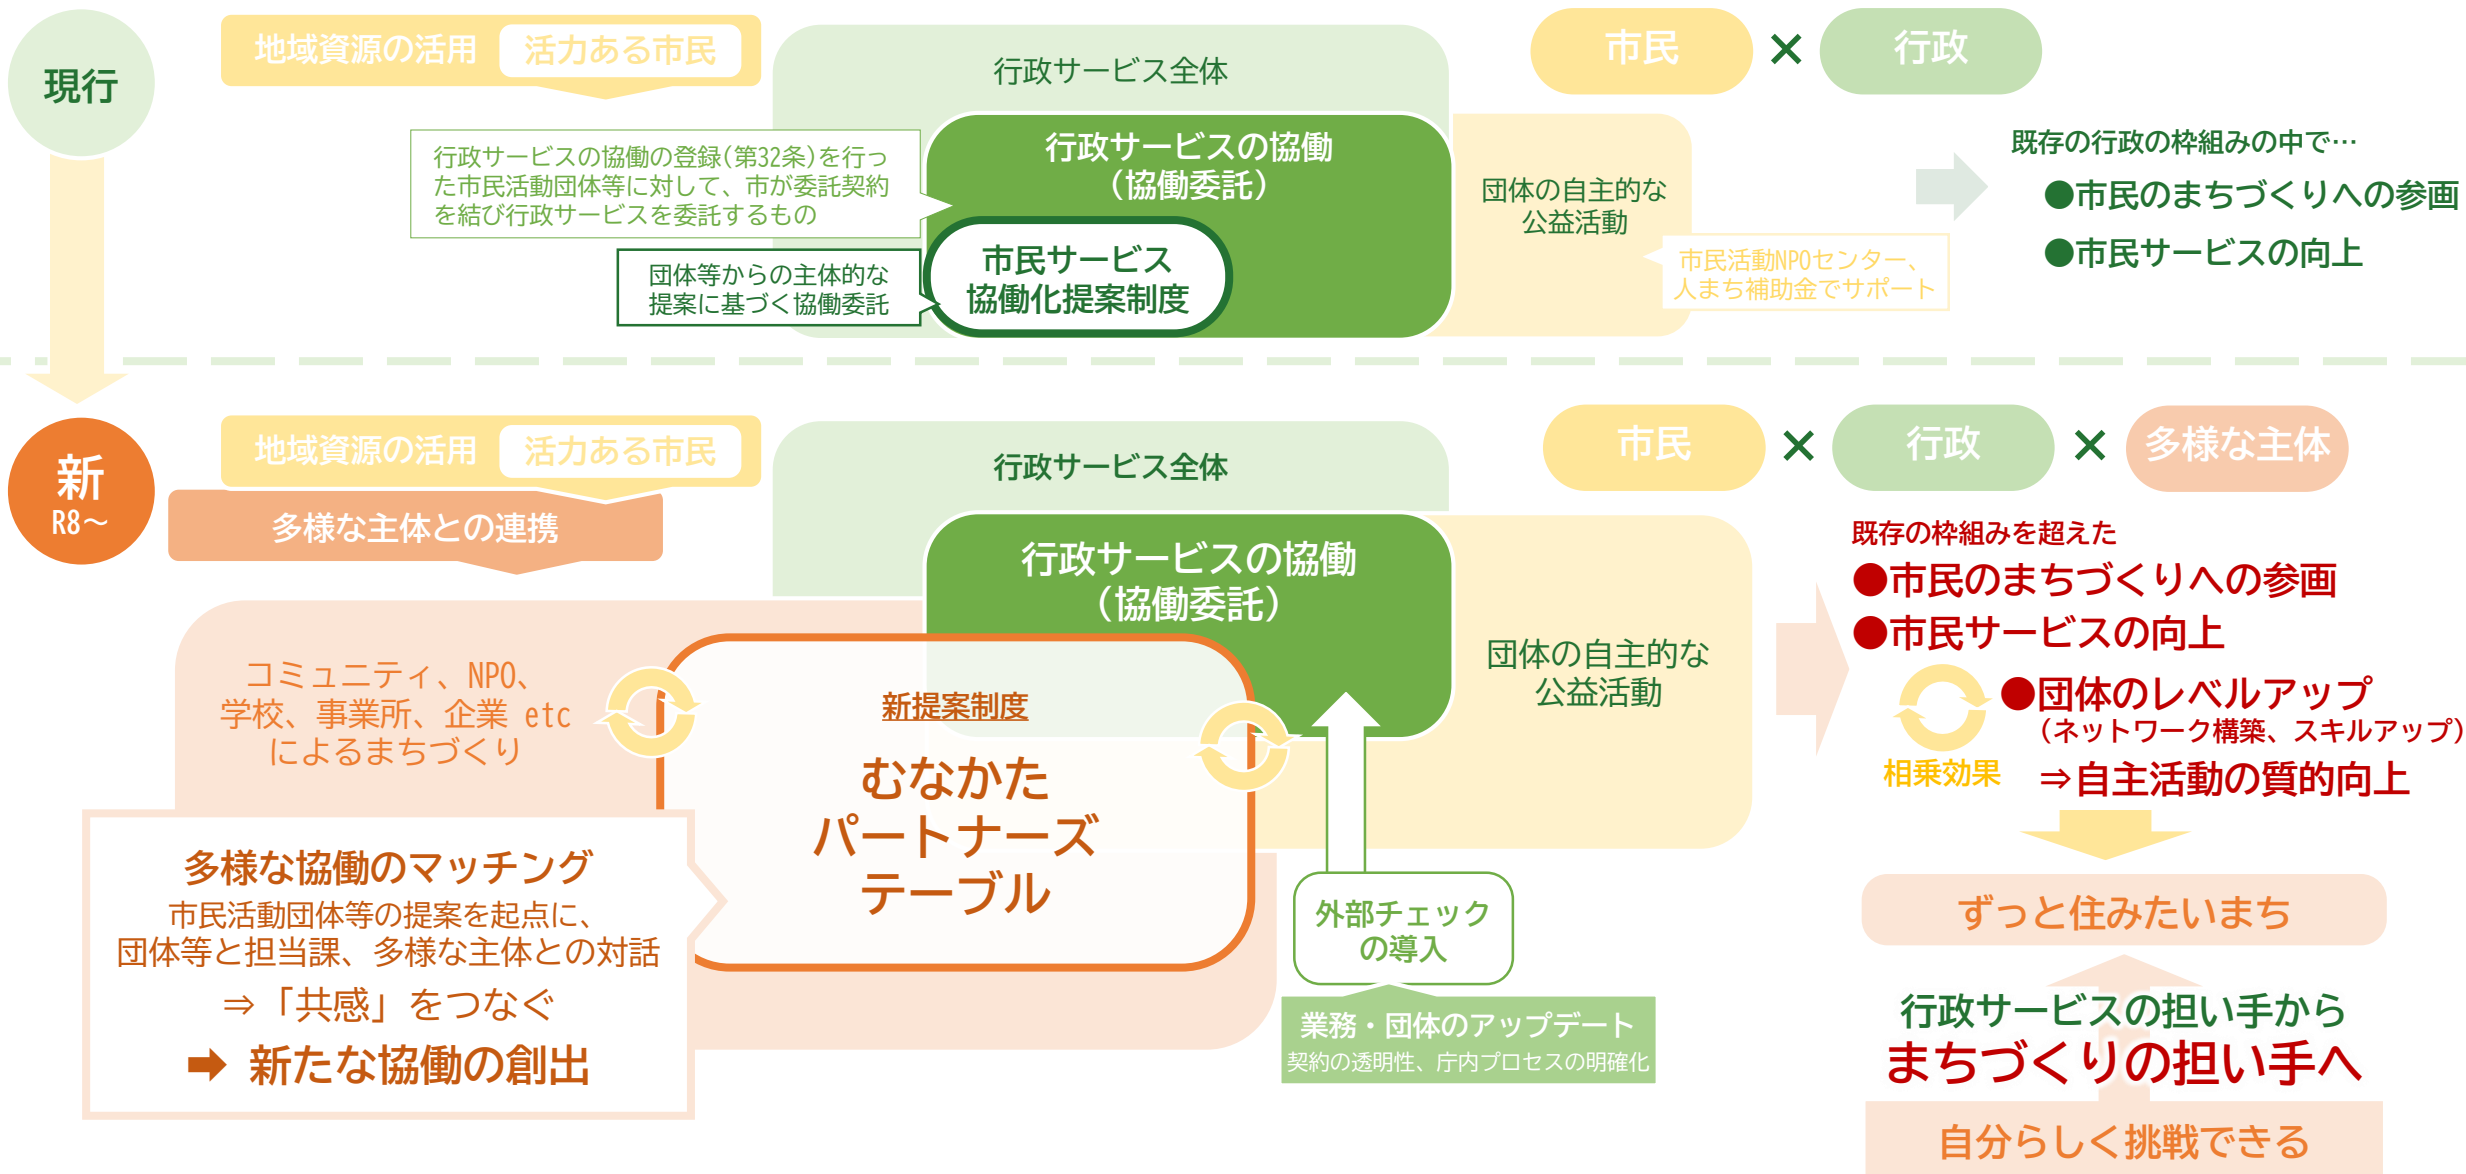 現行
地域資源の活用 活力ある市民
行政サービス全体
市民 × 行政
行政サービスの協働の登録(第32条)を行っ
た市民活動団体等に対して、市が委託契約
を結び行政サービスを委託するもの
行政サービスの協働
（協働委託）
団体等からの主体的な
提案に基づく協働委託
市民サービス
協働化提案制度
団体の自主的な
公益活動
市民活動NPOセンター、
人まち補助金でサポート
既存の行政の枠組みの中で…
●市民のまちづくりへの参画
●市民サービスの向上
新
R8～
地域資源の活用 活力ある市民
多様な主体との連携
行政サービス全体
市民 × 行政 × 多様な主体
行政サービスの協働
（協働委託）
コミュニティ、NPO、
学校、事業所、企業 etc
によるまちづくり
新提案制度
むなかた
パートナーズ
テーブル
団体の自主的な
公益活動
多様な協働のマッチング
市民活動団体等の提案を起点に、
団体等と担当課、多様な主体との対話
⇒「共感」をつなぐ
➡ 新たな協働の創出
外部チェック
の導入
業務・団体のアップデート
契約の透明性、庁内プロセスの明確化
既存の枠組みを超えた
●市民のまちづくりへの参画
●市民サービスの向上
●団体のレベルアップ
（ネットワーク構築、スキルアップ）
相乗効果
⇒自主活動の質的向上
ずっと住みたいまち
行政サービスの担い手から
まちづくりの担い手へ
自分らしく挑戦できる